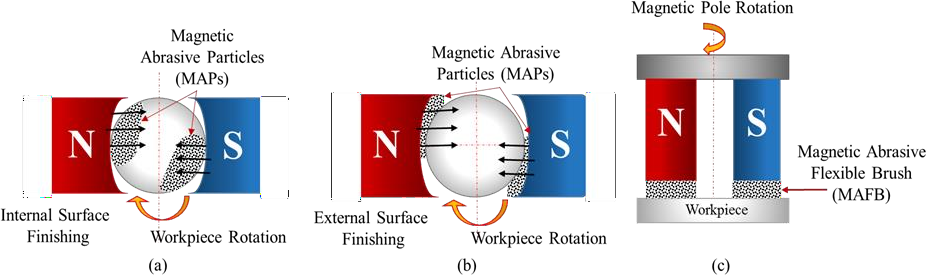 Magnetic
Abrasive Particles
(MAPs)
N
S
Internal Surface
Finishing
Workpiece Rotation
(a)
Magnetic Abrasive
Particles (MAPs)
N
S
External Surface
Finishing
Workpiece Rotation
(b)
Magnetic Pole Rotation
N
S
Magnetic Abrasive
Flexible Brush
(MAFB)
Workpiece
(c)